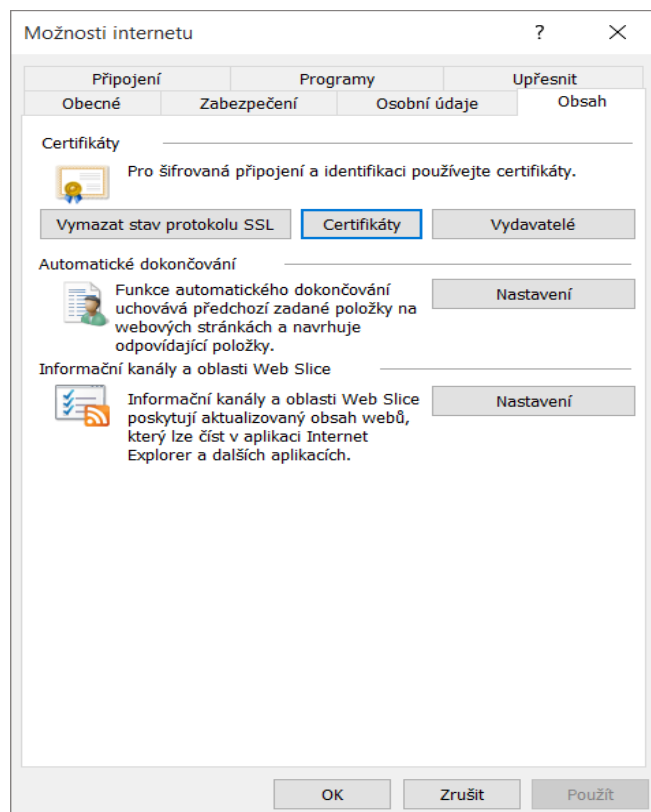 Možnosti internetu
?
Připojení Programy Upřesnit
Obecné Zabezpečení Osobní údaje Obsah
Certifikáty
Pro šifrovaná připojení a identifikaci používejte certifikáty.
Vymazat stav protokolu SSL Certifikáty Vydavatelé
Automatické dokončování
Funkce automatického dokončování
uchovává předchozí zadané položky na
webových stránkách a navrhuje
odpovídající položky.
Nastavení
Informační kanály a oblasti Web Slice
Informační kanály a oblasti Web Slice
poskytují aktualizovaný obsah webů,
který lze číst v aplikaci Internet
Explorer a dalších aplikacích.
Nastavení
OK Zrušit Použít